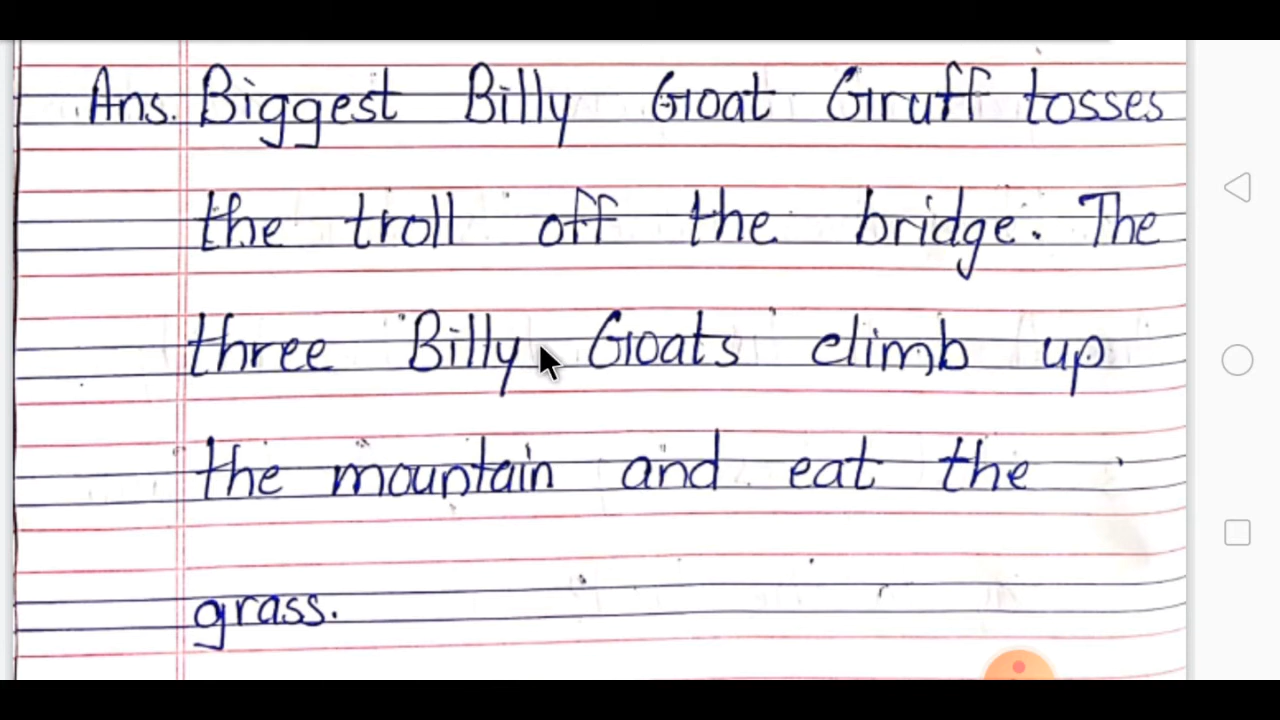 Ans. Biggest Billy Goat Gruff tosses
the troll off the bridge. The
three Billy Goats climb up
the mountain and eat the
grass.